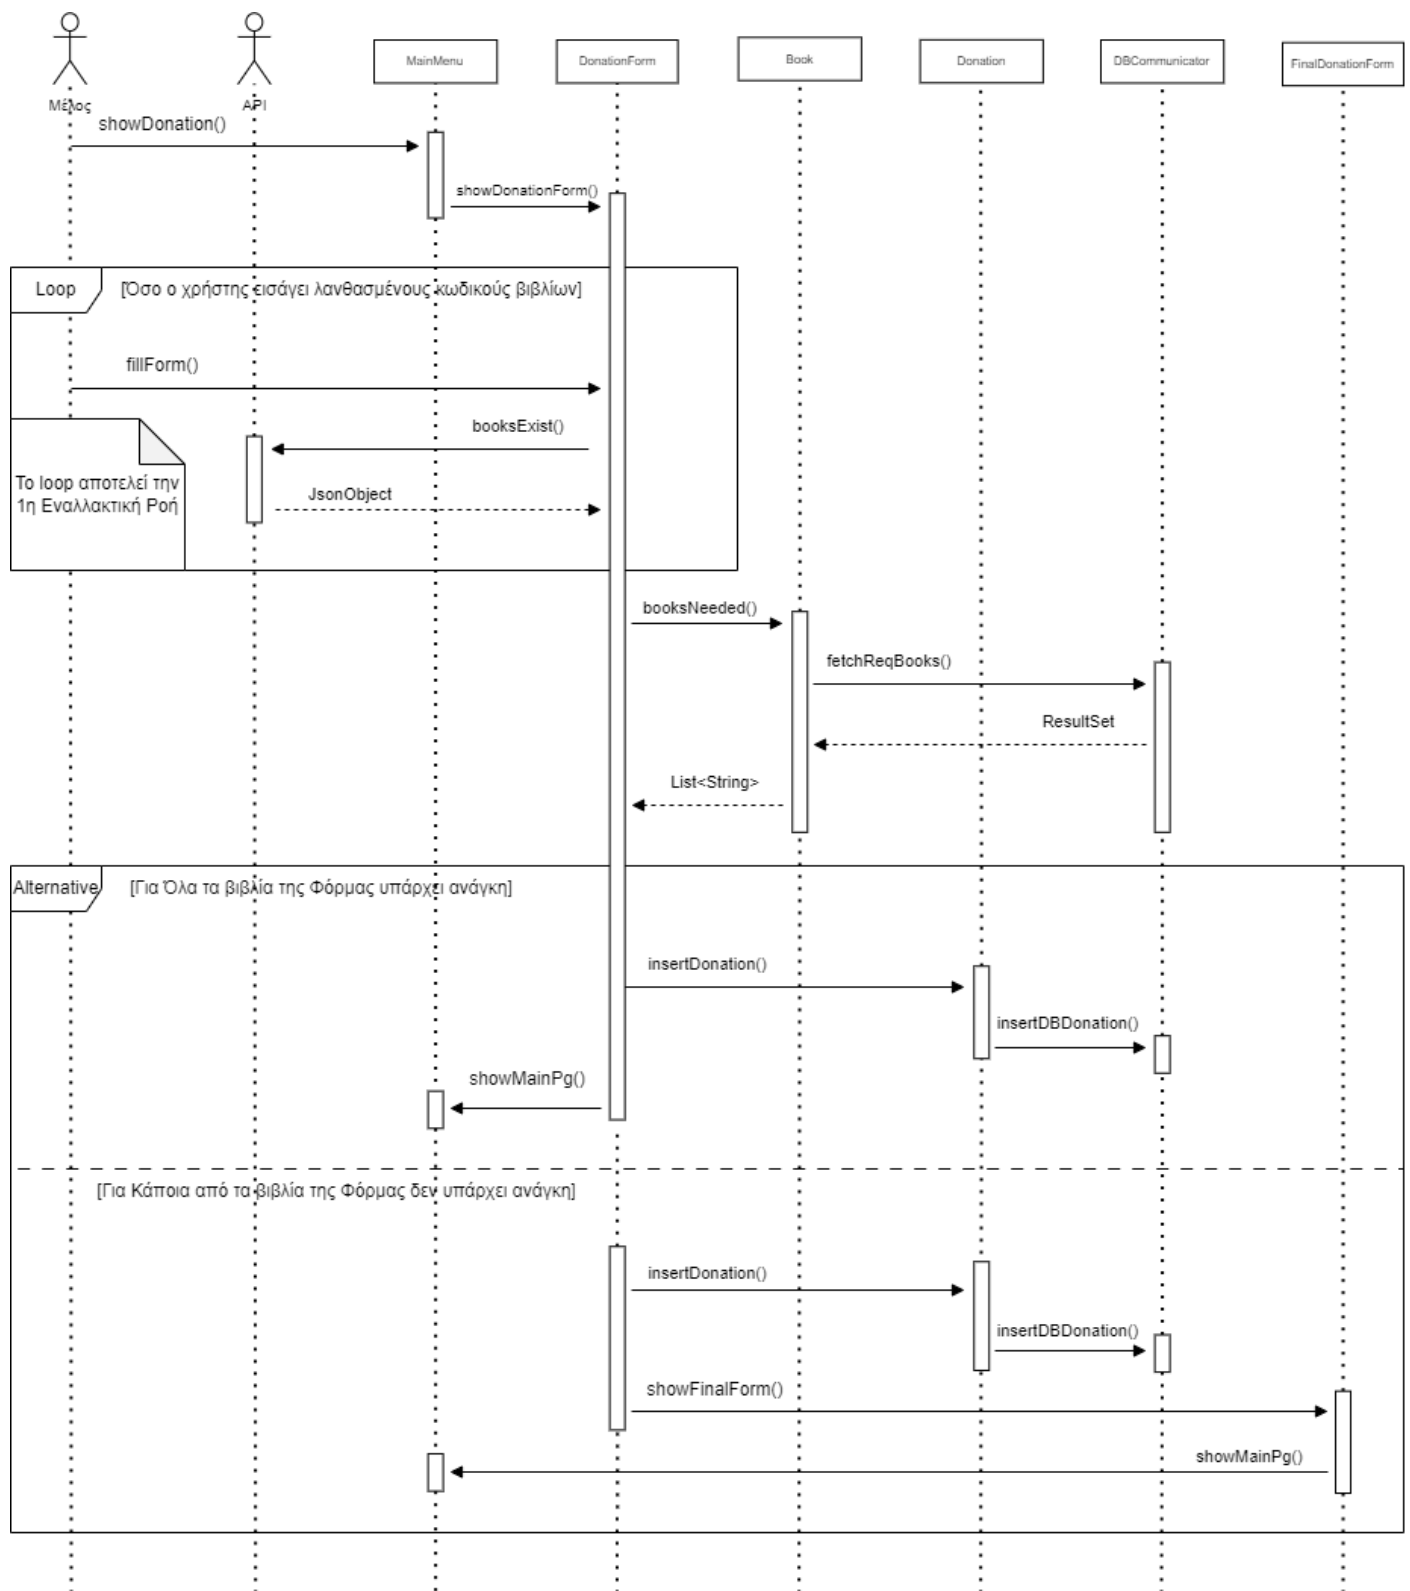 Μέλος
API
MainMenu
DonationForm
Book
Donation
DBCommunicator
FinalDonationForm
showDonation()
showDonationForm()
Loop
[Όσο ο χρήστης εισάγει λανθασμένους κωδικούς βιβλίων]
fillForm()
booksExist()
Το loop αποτελεί την
1η Εναλλακτική Ροή
JsonObject
booksNeeded()
fetchReqBooks()
ResultSet
List<String>
Alternative
[Για Όλα τα βιβλία της Φόρμας υπάρχει ανάγκη]
insertDonation()
insertDBDonation()
showMainPg()
[Για Κάποια από τα βιβλία της Φόρμας δεν υπάρχει ανάγκη]
insertDonation()
insertDBDonation()
showFinalForm()
showMainPg()